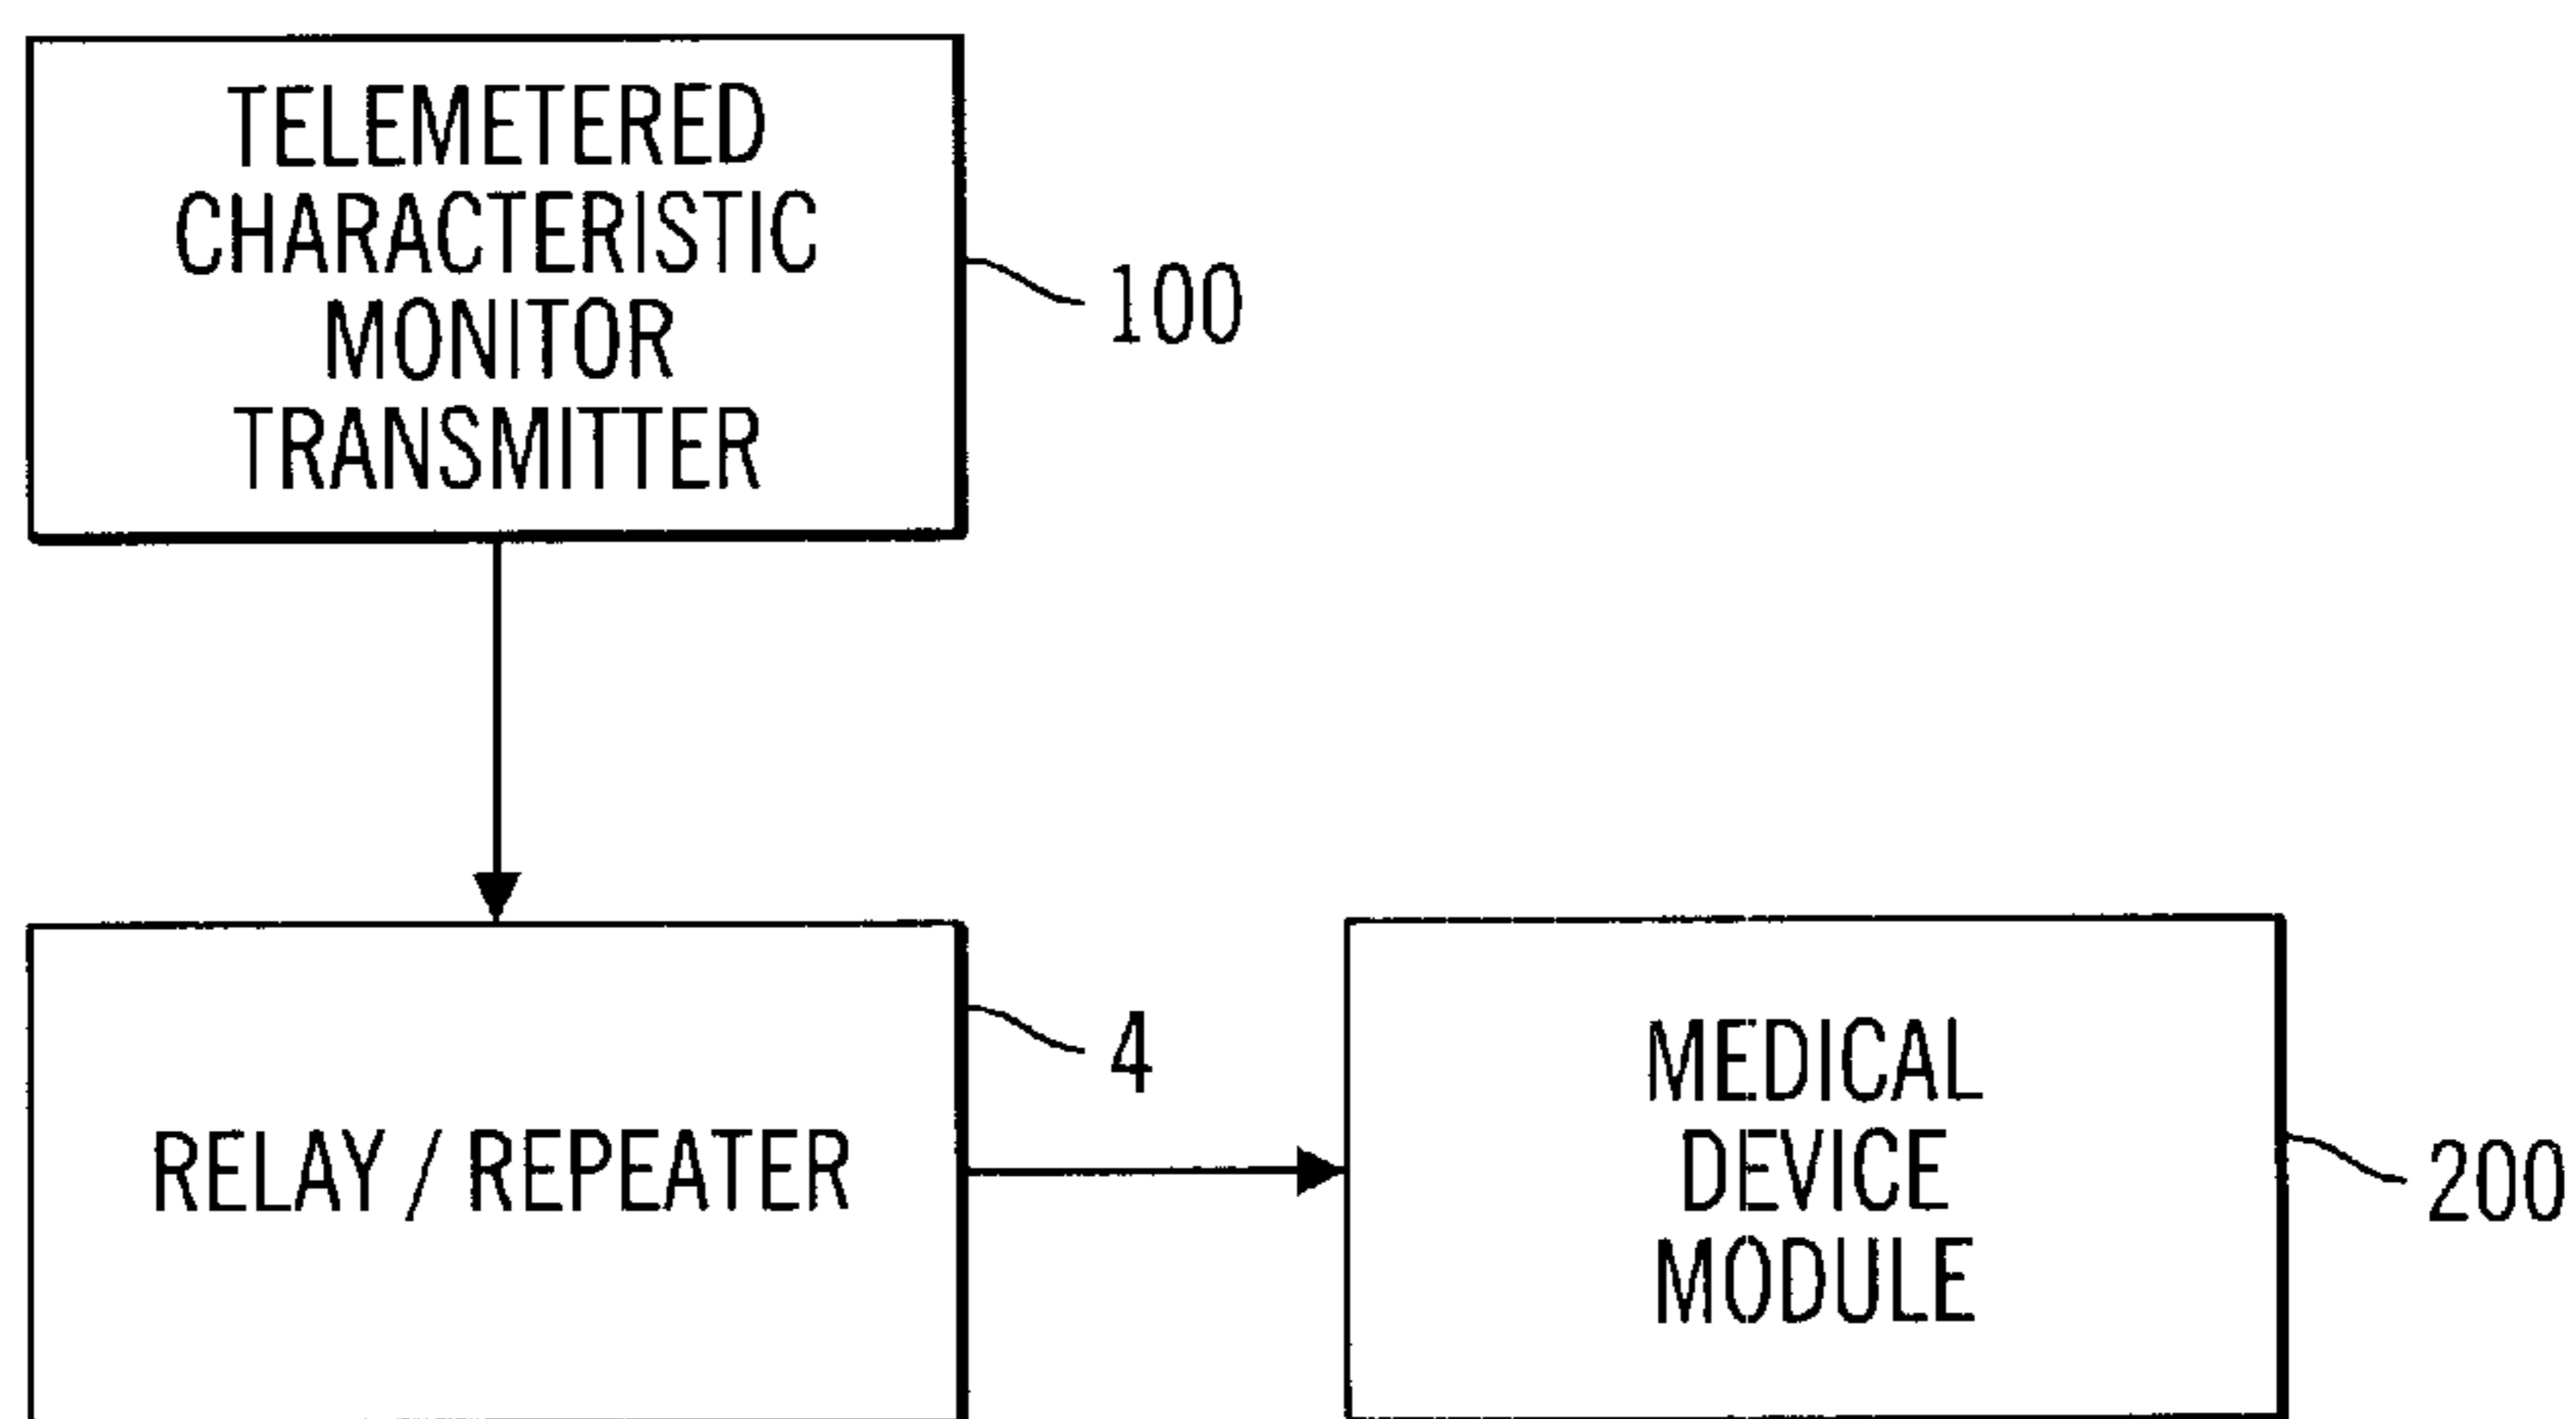 TELEMETERED
CHARACTERISTIC
MONITOR
TRANSMITTER
100
RELAY / REPEATER
4
MEDICAL
DEVICE
MODULE
200